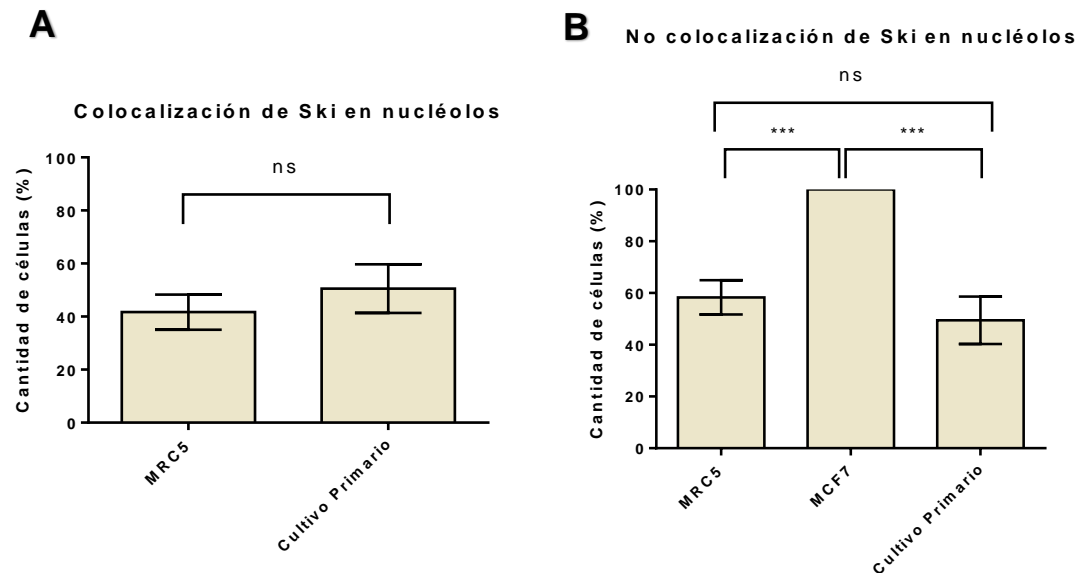 A
Colocalización de Ski en nucléolos
ns
100
80
60
40
20
0
Cantidad de células (%)
MRC5
Cultivo Primario
B
No colocalización de Ski en nucléolos
ns
*** ***
100
80
60
40
20
0
Cantidad de células (%)
MRC5
MCF7
Cultivo Primario